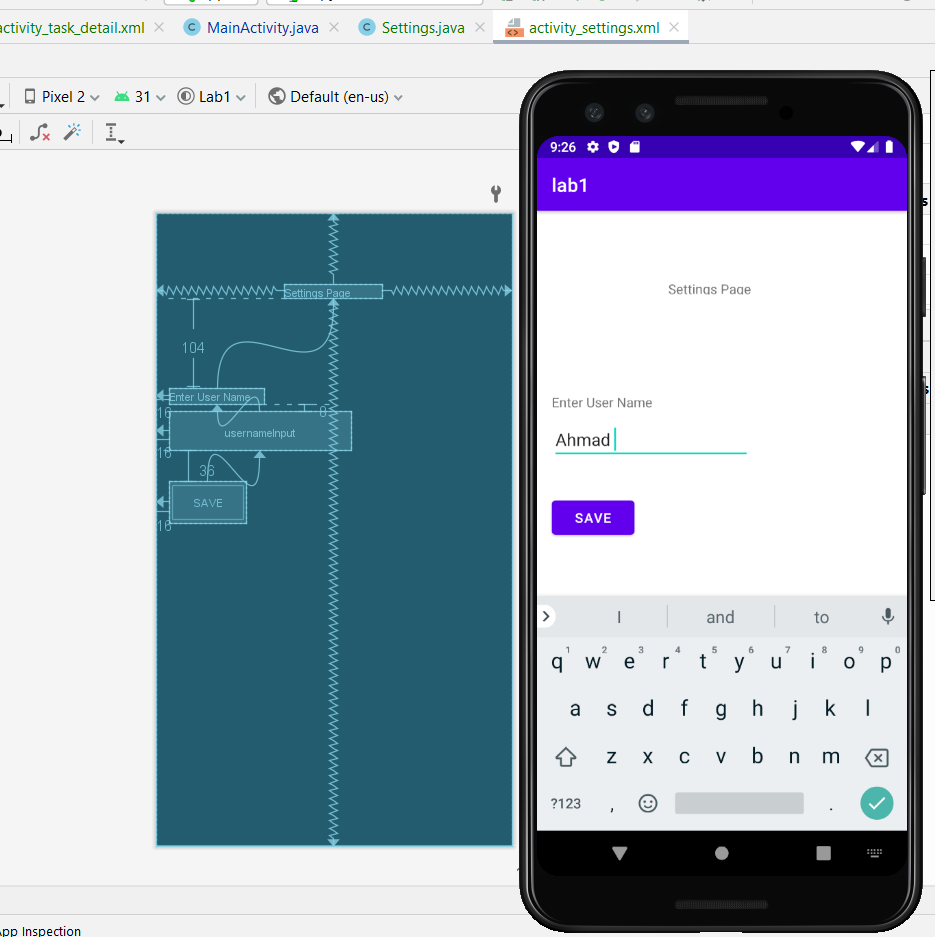 activity_task_detail.xml MainActivity.java Settings.java activity_settings.xml
Pixel 2 31 Lab1 Default (en-us)
Settings Page
104
Enter User Name
16
8
usernameInput
16
36
SAVE
16
App Inspection
9:26
lab1
Settings Page
Enter User Name
Ahmad
SAVE
I and to
q1 w2 e3 r4 t5 y6 u7 i8 o9 p0
a s d f g h j k l
z x c v b n m
?123 , .